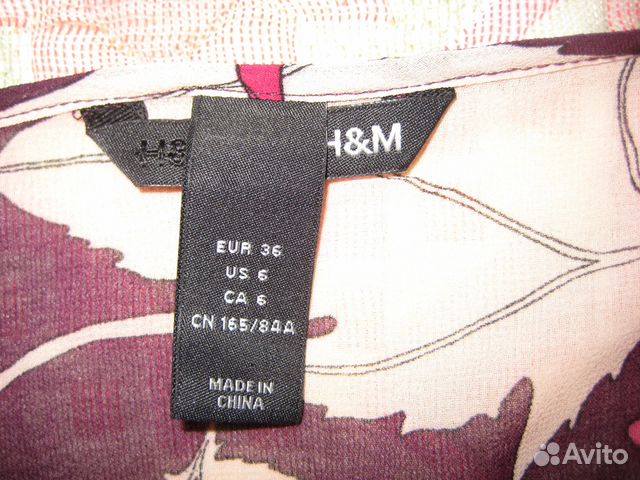 H&M
H&M
EUR 36
US 6
CA 6
CN 165/84A
MADE IN
CHINA
Avito